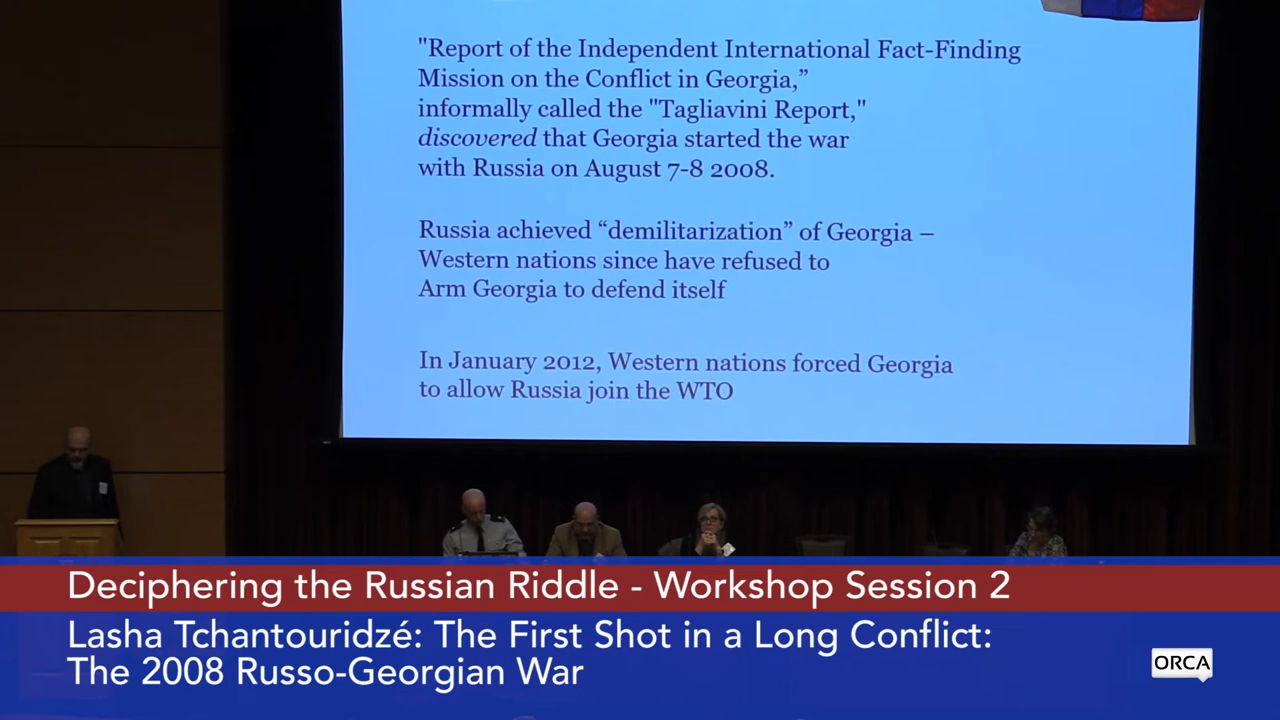 "Report of the Independent International Fact-Finding
Mission on the Conflict in Georgia,”
informally called the "Tagliavini Report,"
discovered that Georgia started the war
with Russia on August 7-8 2008.
Russia achieved “demilitarization” of Georgia –
Western nations since have refused to
Arm Georgia to defend itself
In January 2012, Western nations forced Georgia
to allow Russia join the WTO
Deciphering the Russian Riddle - Workshop Session 2
Lasha Tchantouridzé: The First Shot in a Long Conflict:
The 2008 Russo-Georgian War
ORCA